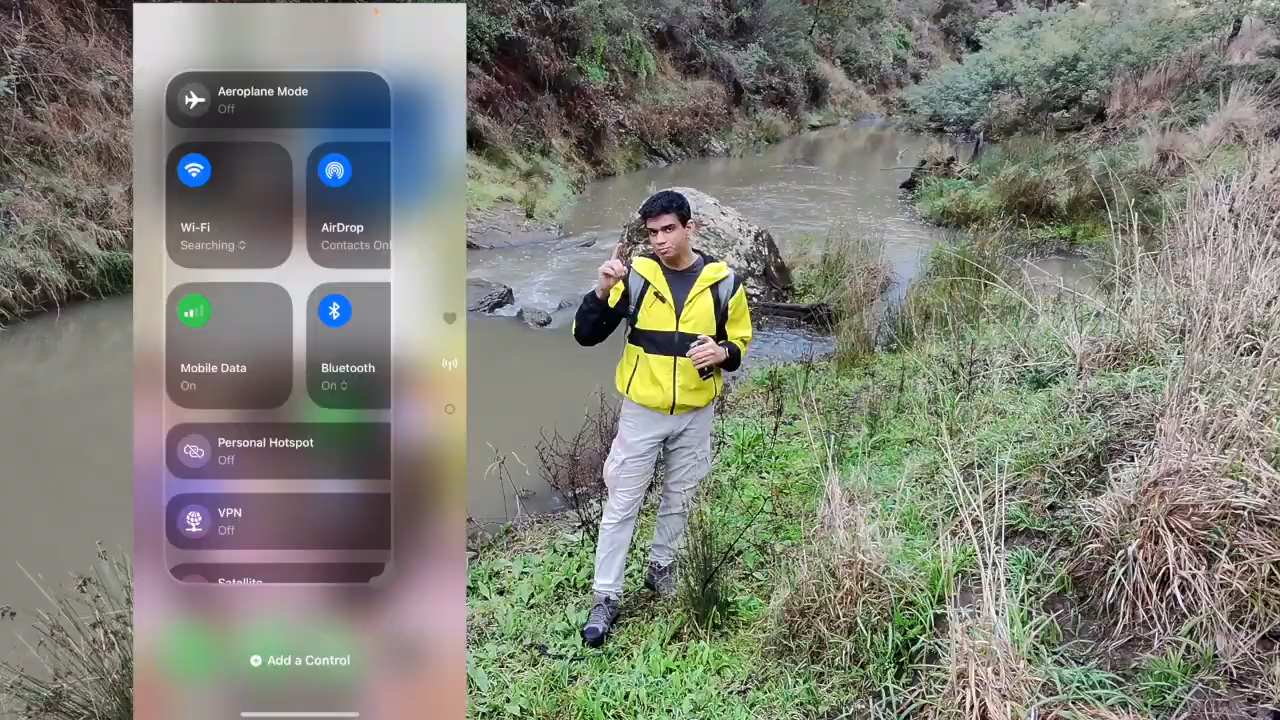 Aeroplane Mode
Off
Wi-Fi
Searching
AirDrop
Contacts Onl
Mobile Data
On
Bluetooth
On
Personal Hotspot
Off
VPN
Off
Satellite
Add a Control